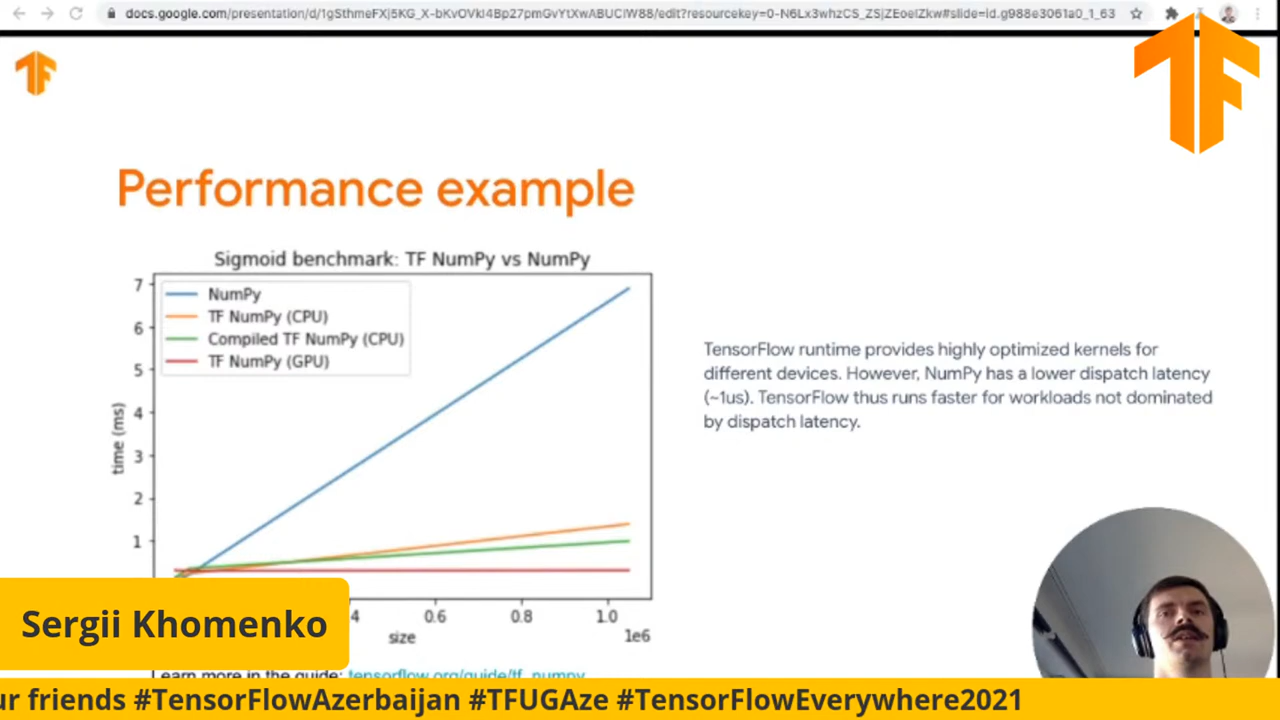 docs.google.com/presentation/d/1gSthmeFXj5KG_X-bKvOVkI4Bp27pmGvYtXwABUCIW88/edit?resourcekey=0-N6Lx3whzCS_ZSjZEoeIZkw#slide=id.g988e3061a0_1_63
Performance example
Sigmoid benchmark: TF NumPy vs NumPy
NumPy
TF NumPy (CPU)
Compiled TF NumPy (CPU)
TF NumPy (GPU)
7
6
5
4
3
2
1
time (ms)
4 0.6 0.8 1.0
size 1e6
TensorFlow runtime provides highly optimized kernels for
different devices. However, NumPy has a lower dispatch latency
(~1us). TensorFlow thus runs faster for workloads not dominated
by dispatch latency.
Learn more in the guide: tensorflow.org/guide/tf_numpy
Sergii Khomenko
ur friends #TensorFlowAzerbaijan #TFUGAze #TensorFlowEverywhere2021